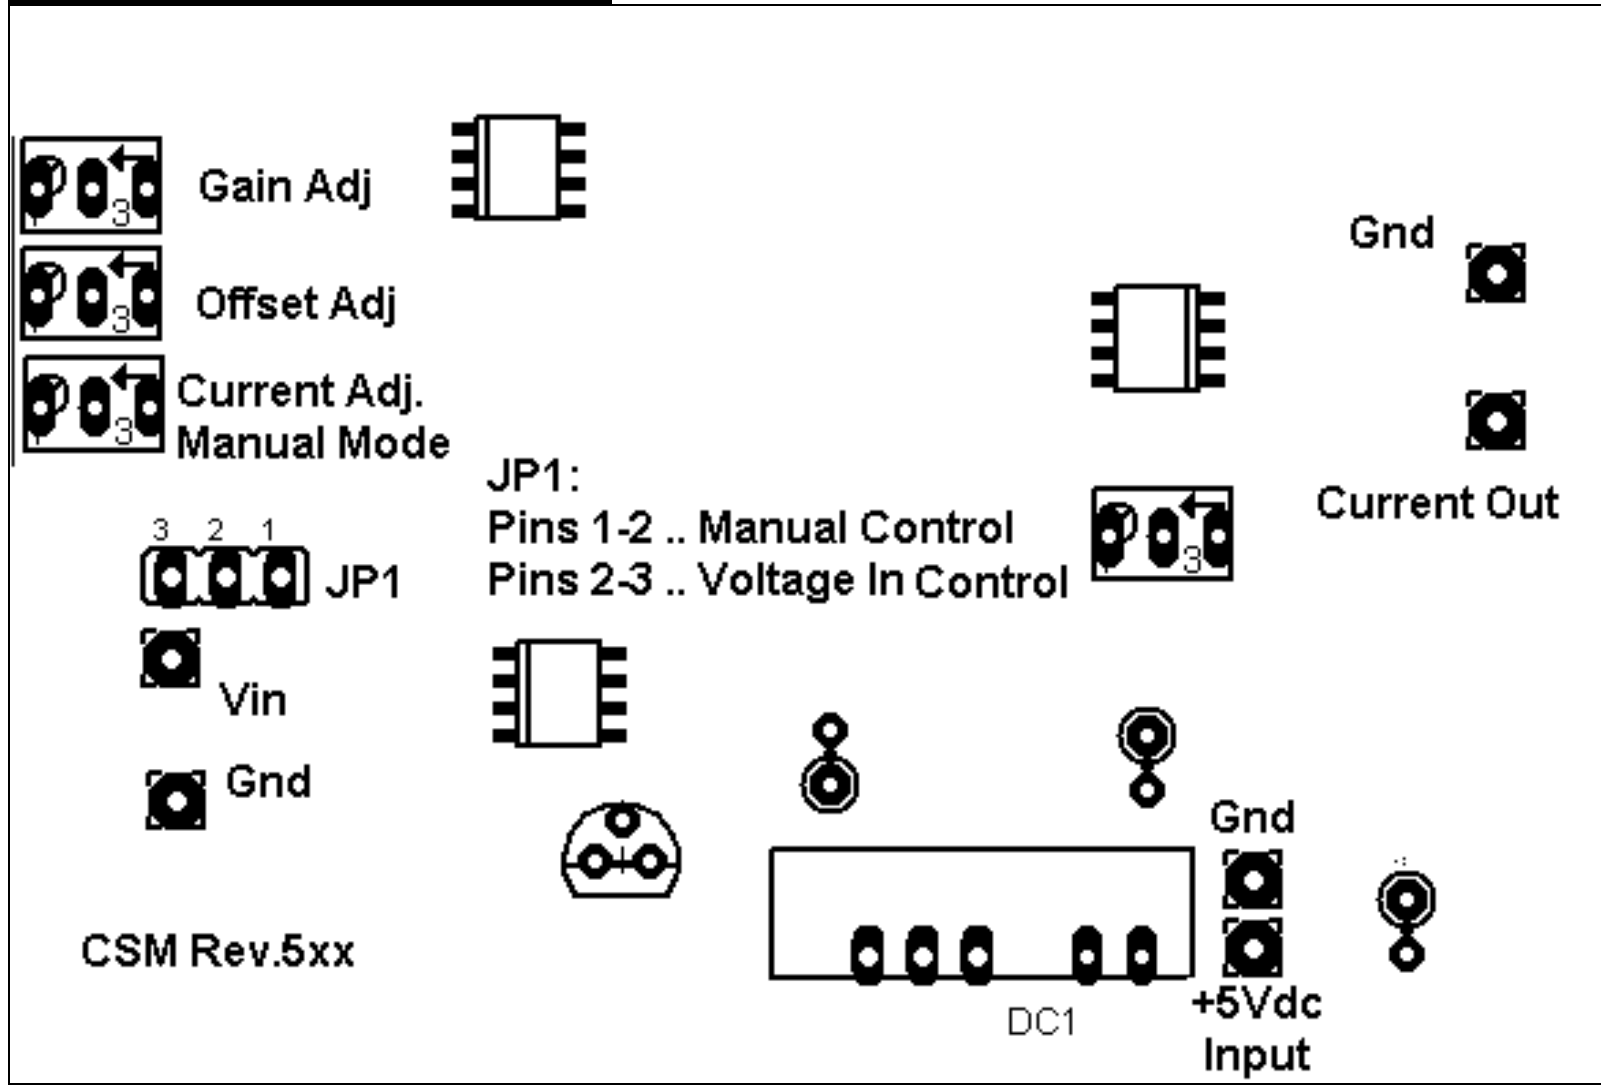 Gain Adj
3
Offset Adj
3
Current Adj.
Manual Mode
3
Gnd
Current Out
JP1:
Pins 1-2 .. Manual Control
Pins 2-3 .. Voltage In Control
3
3 2 1
JP1
Vin
Gnd
CSM Rev.5xx
DC1
Gnd
+5Vdc
Input